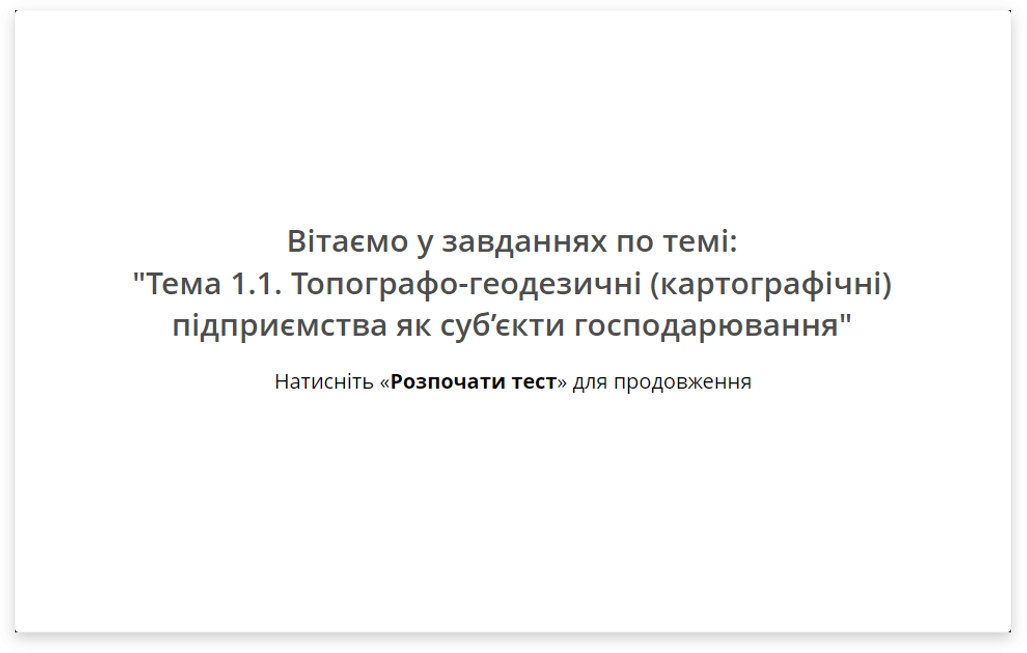 Вітаємо у завданнях по темі:
"Тема 1.1. Топографо-геодезичні (картографічні)
підприємства як суб’єкти господарювання"
Натисніть «Розпочати тест» для продовження